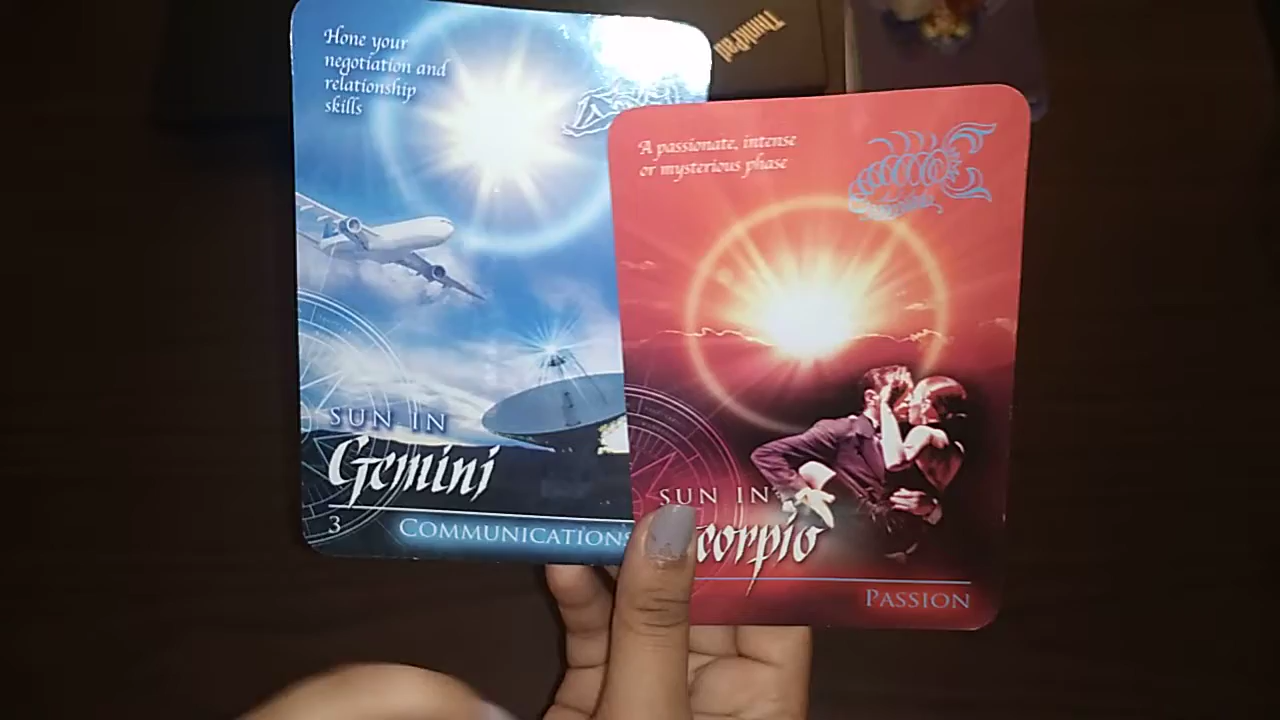 Hone your
negotiation and
relationship
skills
SUN IN
Gemini
3
COMMUNICATIONS
ThinkPad
A passionate, intense
or mysterious phase
SUN IN
corpio
PASSION